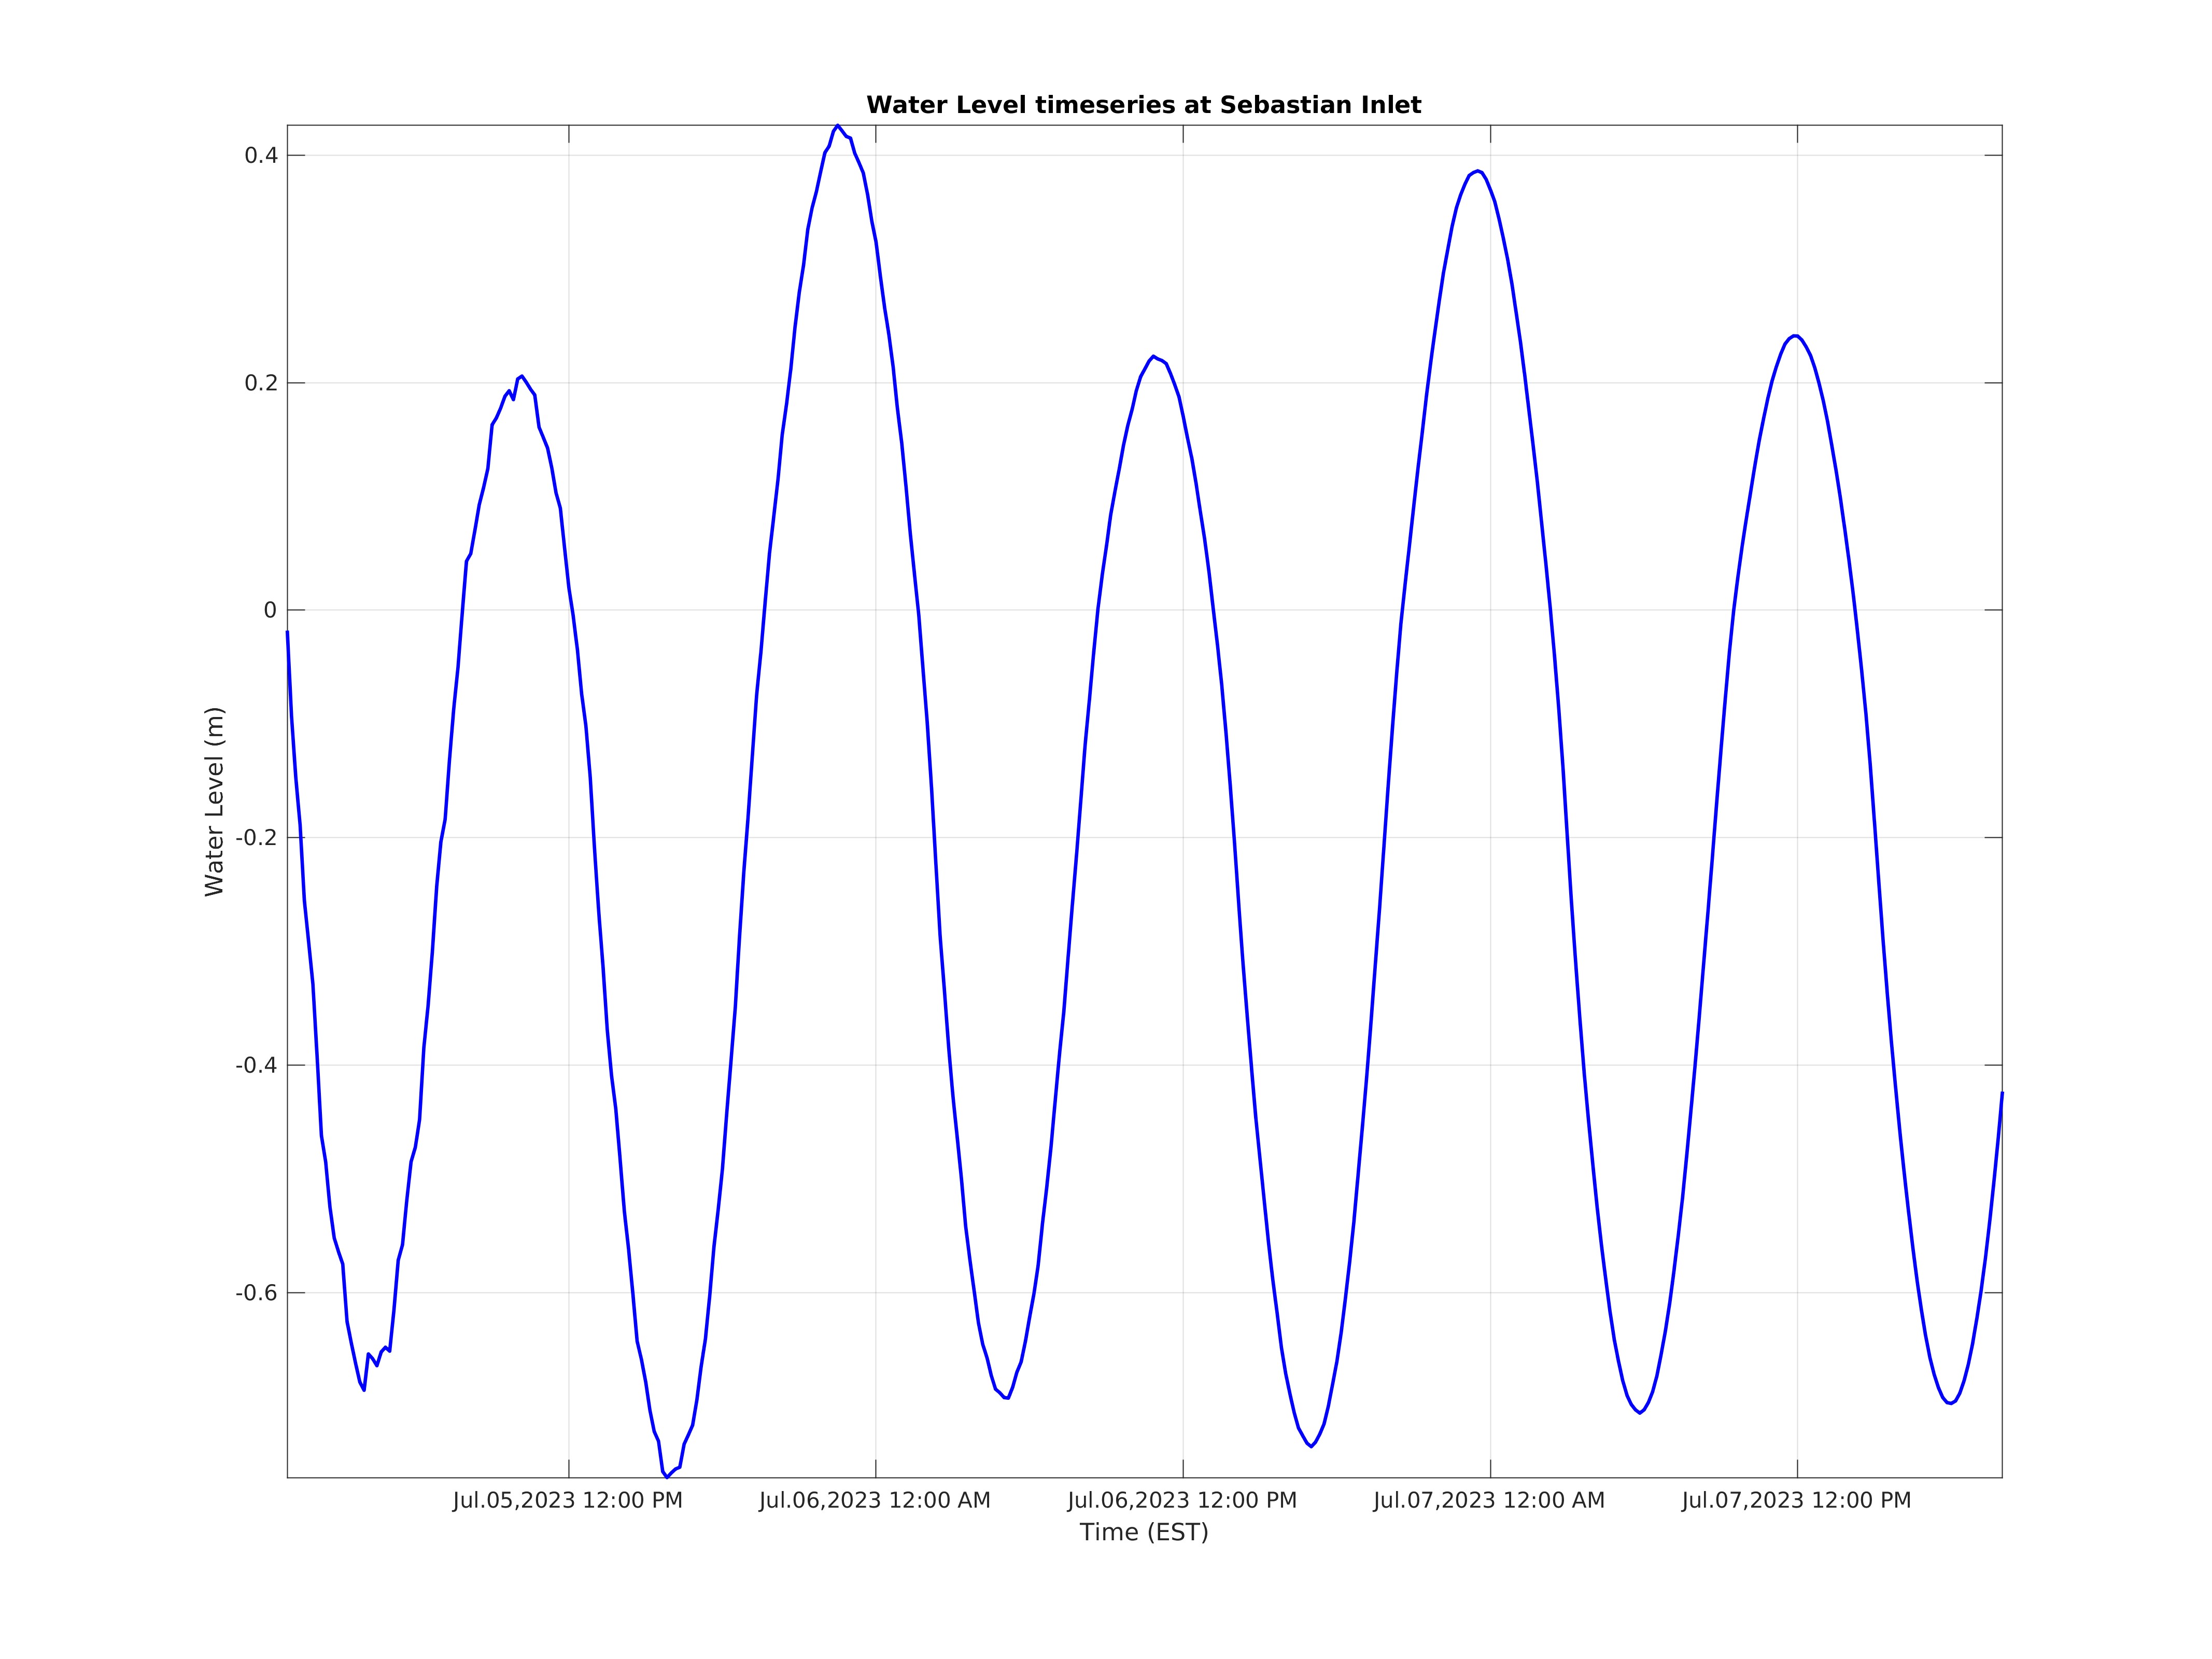 Water Level timeseries at Sebastian Inlet
0.4
0.2
0
-0.2
-0.4
-0.6
Water Level (m)
Jul.05,2023 12:00 PM
Jul.06,2023 12:00 AM
Jul.06,2023 12:00 PM
Jul.07,2023 12:00 AM
Jul.07,2023 12:00 PM
Time (EST)